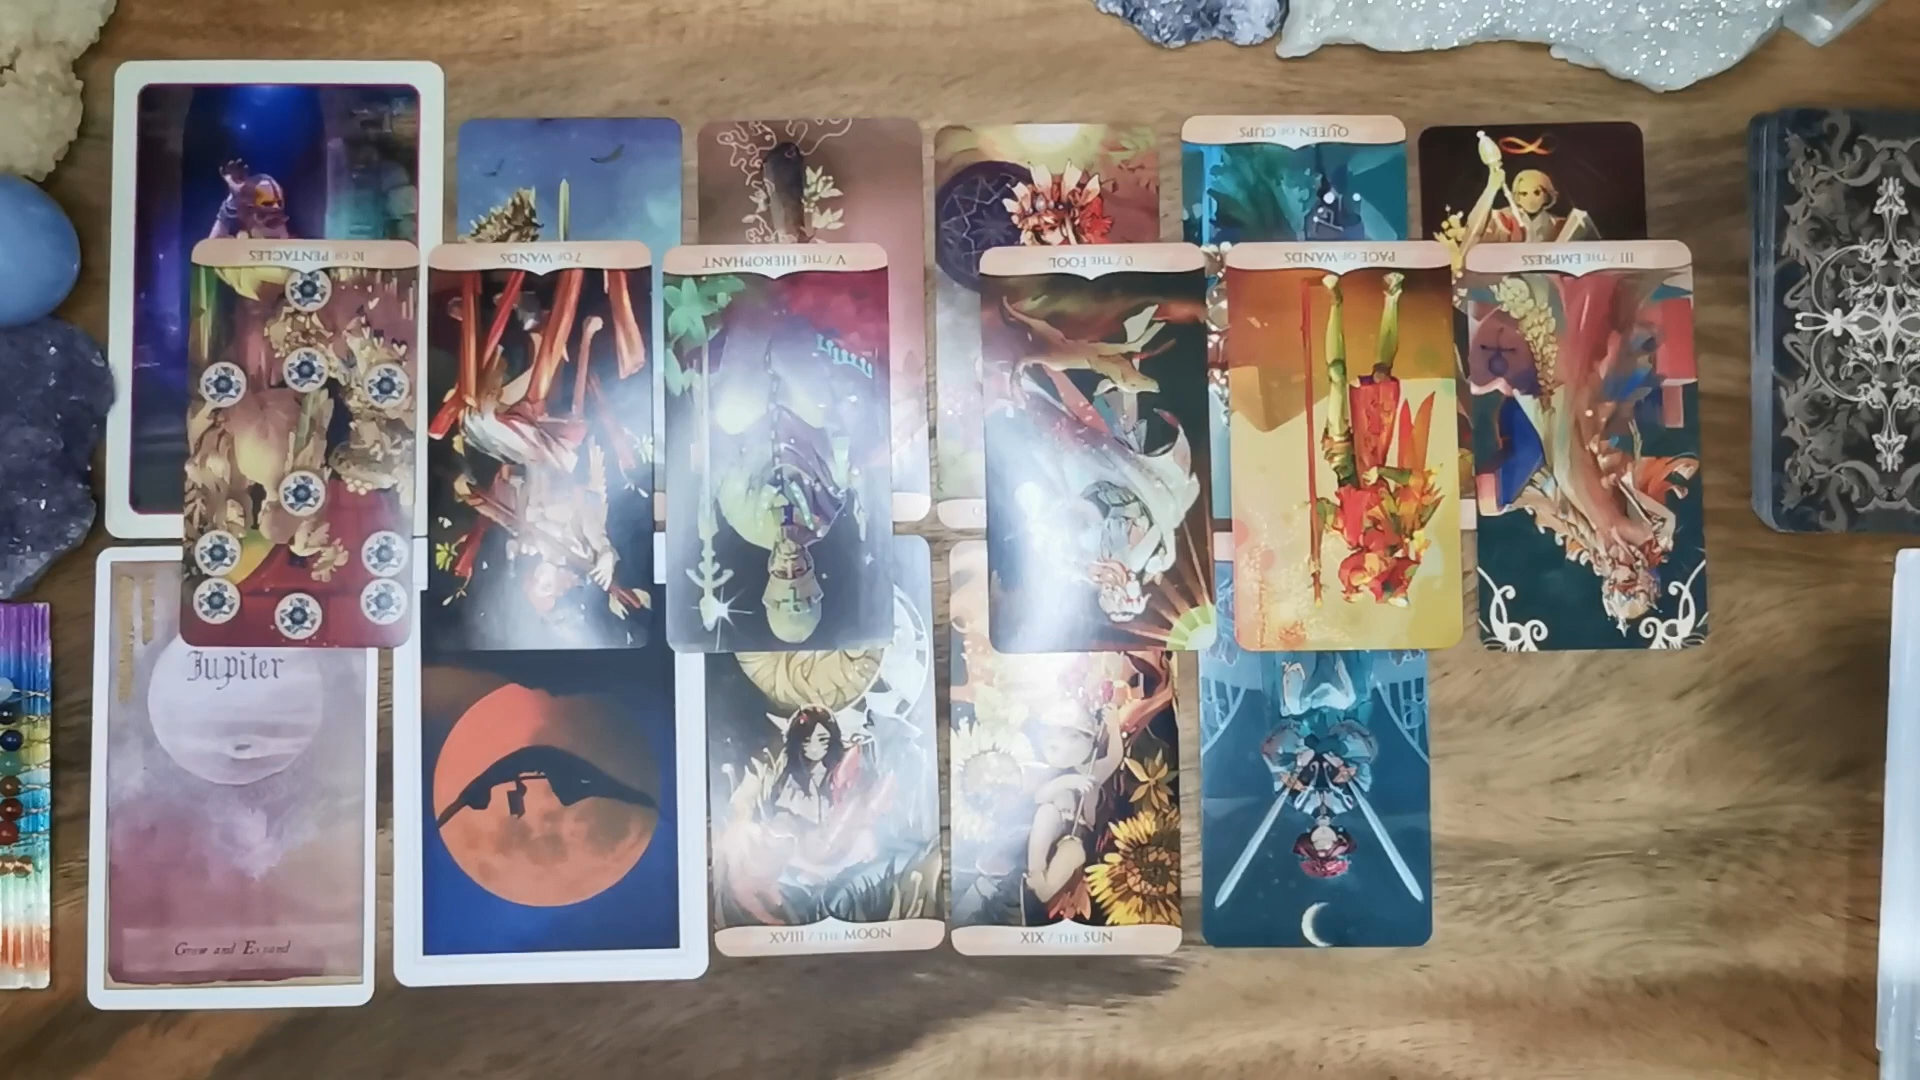 QUEEN OF CUPS
10 OF PENTACLES
7 OF WANDS
V / THE HIEROPHANT
0 / THE FOOL
PAGE OF WANDS
III / THE EMPRESS
Jupiter
Grow and Expand
XVIII / THE MOON
XIX / THE SUN